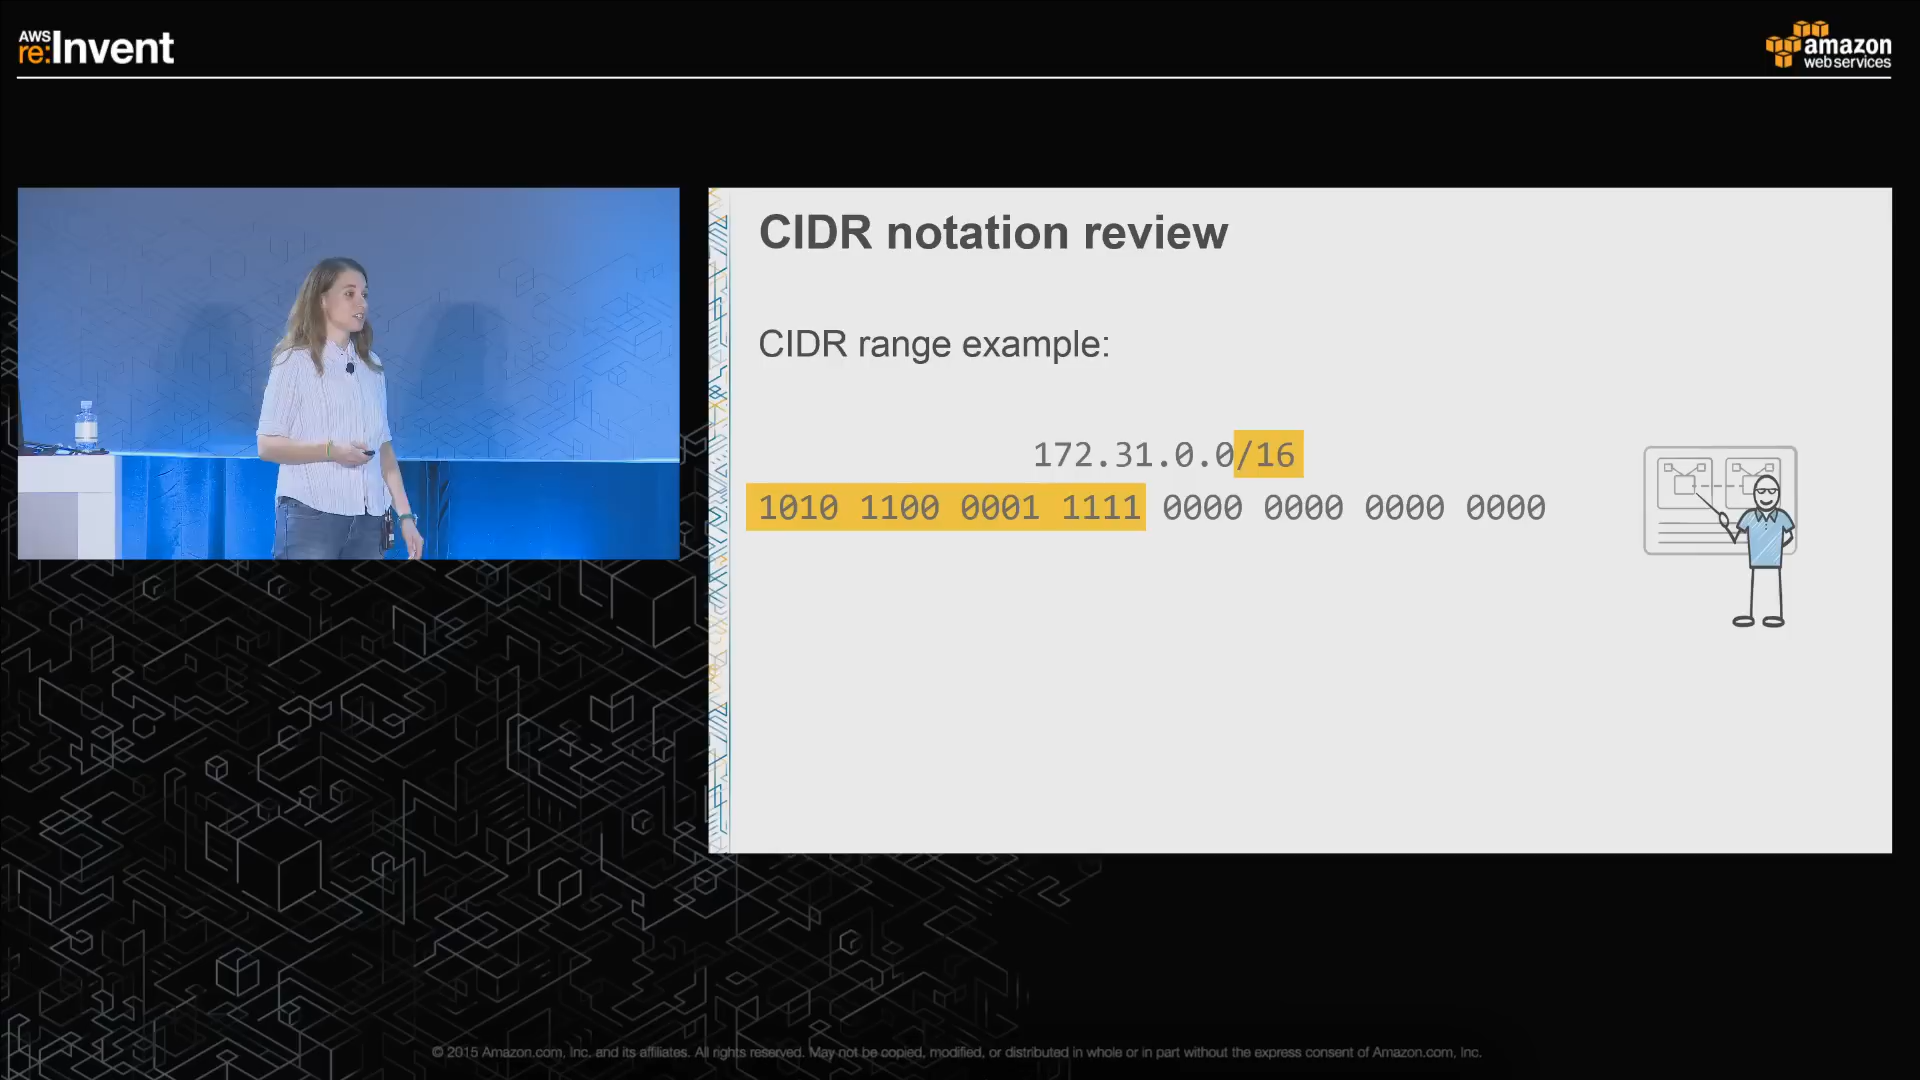 AWS
re:Invent
amazon
web services
CIDR notation review
CIDR range example:
172.31.0.0/16
1010 1100 0001 1111 0000 0000 0000 0000
© 2015 Amazon.com, Inc. and its affiliates. All rights reserved. May not be copied, modified, or distributed in whole or in part without the express consent of Amazon.com, Inc.